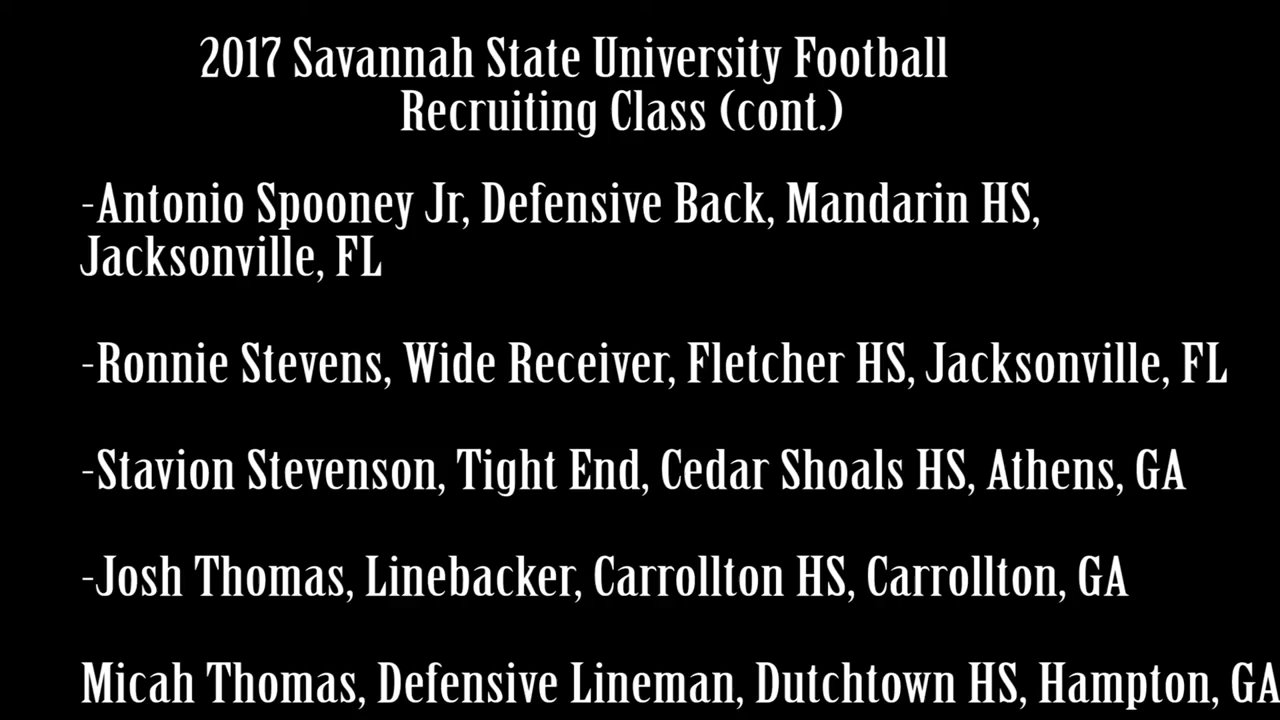 2017 Savannah State University Football
Recruiting Class (cont.)
-Antonio Spooney Jr, Defensive Back, Mandarin HS,
Jacksonville, FL
-Ronnie Stevens, Wide Receiver, Fletcher HS, Jacksonville, FL
-Stavion Stevenson, Tight End, Cedar Shoals HS, Athens, GA
-Josh Thomas, Linebacker, Carrollton HS, Carrollton, GA
Micah Thomas, Defensive Lineman, Dutchtown HS, Hampton, GA